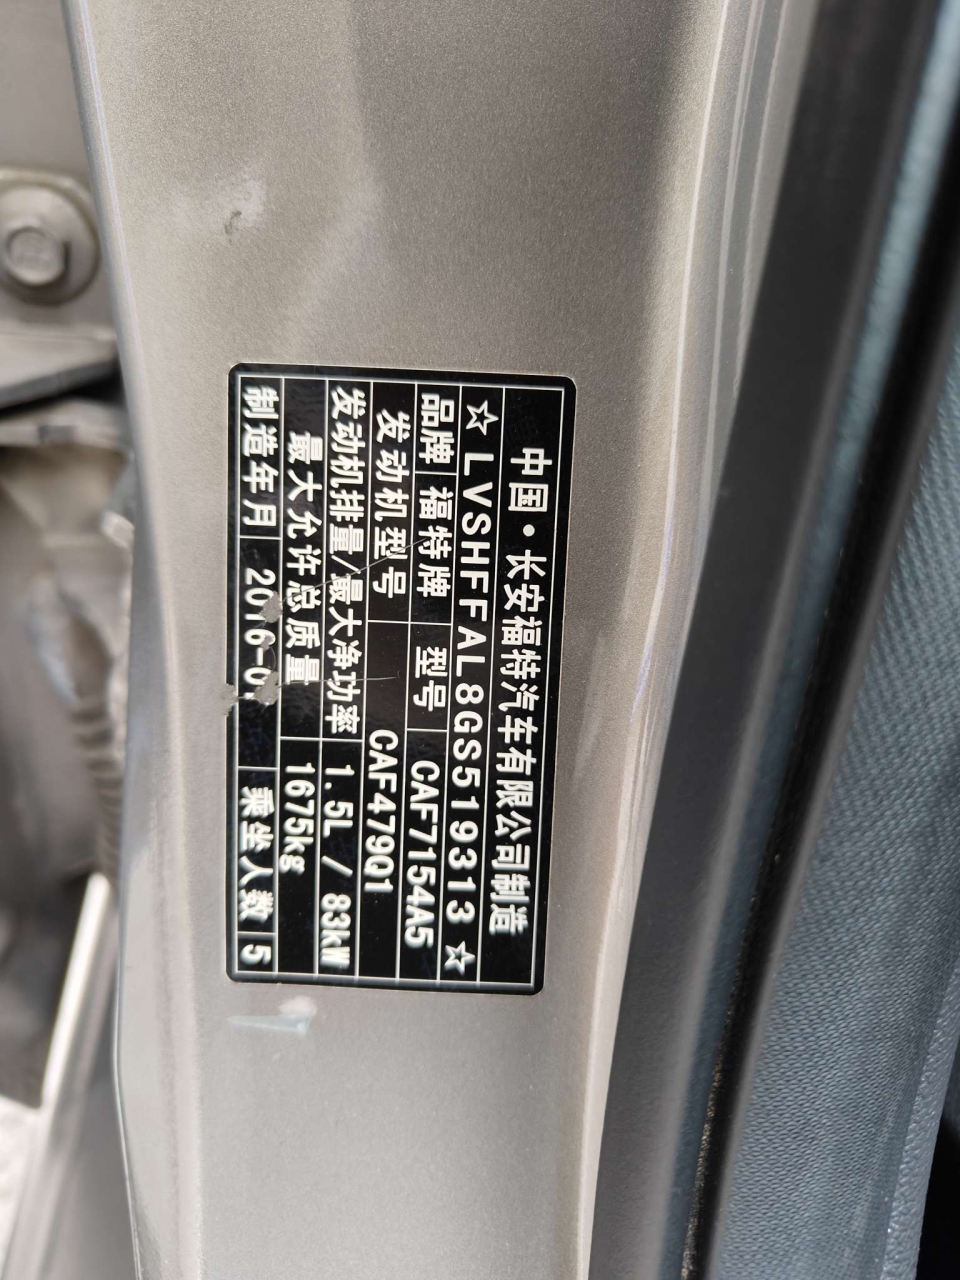 中国·长安福特汽车有限公司制造
☆LVSHFFAL8GS519313☆
品牌 福特牌 型号 CAF7154A5
发动机型号 CAF479Q1
发动机排量/最大净功率 1.5L / 83kW
最大允许总质量 1675kg
制造年月 2016-0 乘坐人数 5